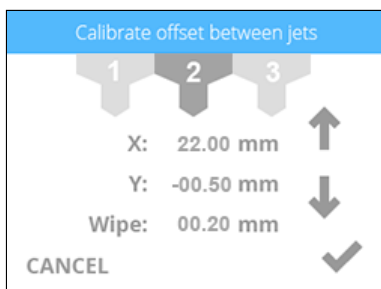 Calibrate offset between jets
1 2 3
X: 22.00 mm
Y: -00.50 mm
Wipe: 00.20 mm
CANCEL